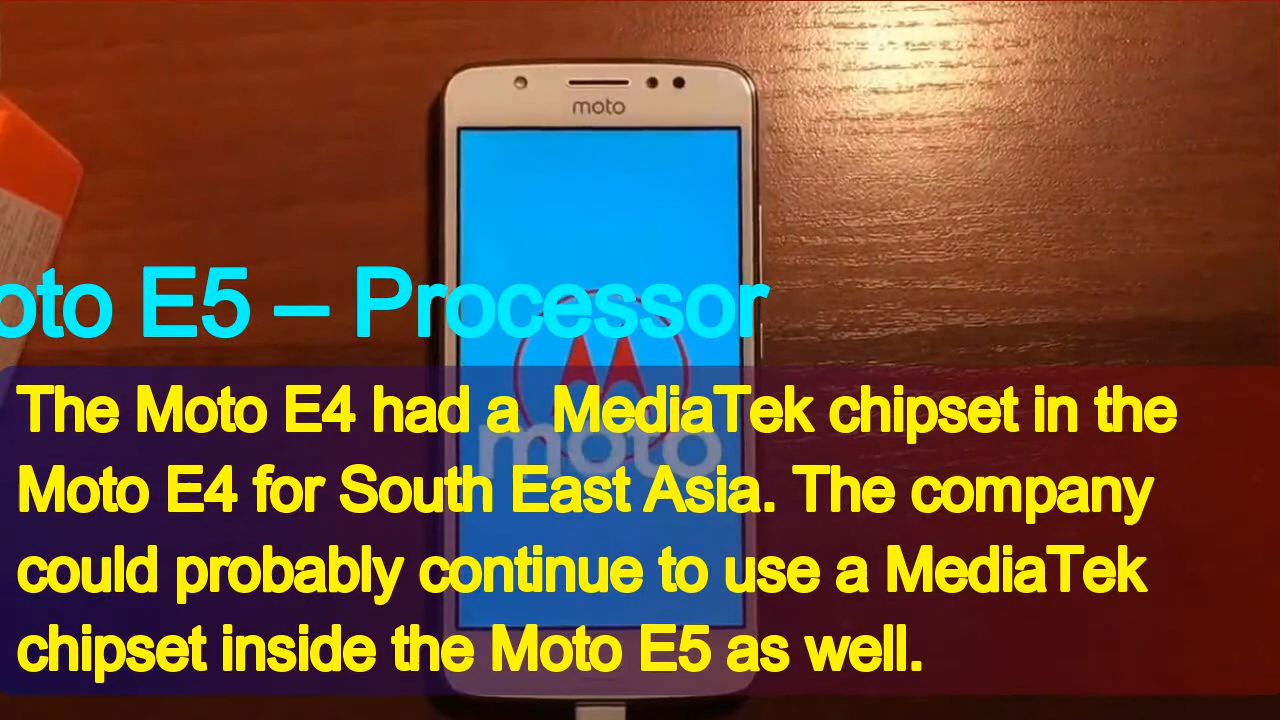 moto
oto E5 – Processor
The Moto E4 had a  MediaTek chipset in the
moto
Moto E4 for South East Asia. The company
could probably continue to use a MediaTek
chipset inside the Moto E5 as well.